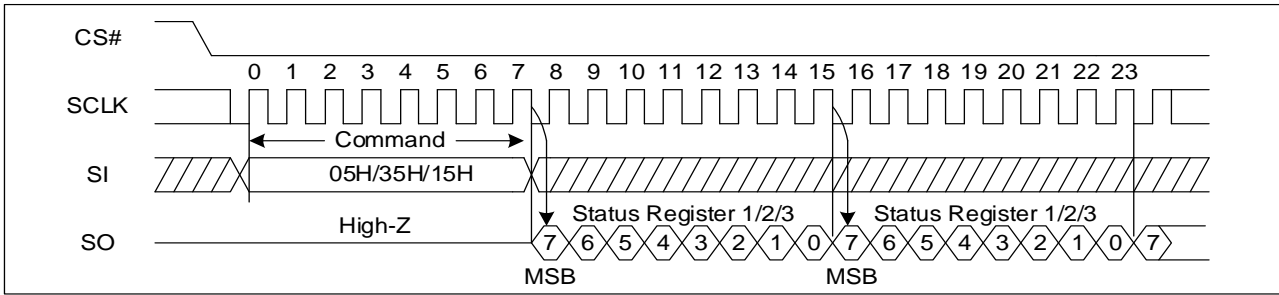 CS#
0 1 2 3 4 5 6 7 8 9 10 11 12 13 14 15 16 17 18 19 20 21 22 23
SCLK
Command
SI
05H/35H/15H
High-Z
Status Register 1/2/3 Status Register 1/2/3
SO
7 6 5 4 3 2 1 0 7 6 5 4 3 2 1 0 7
MSB MSB